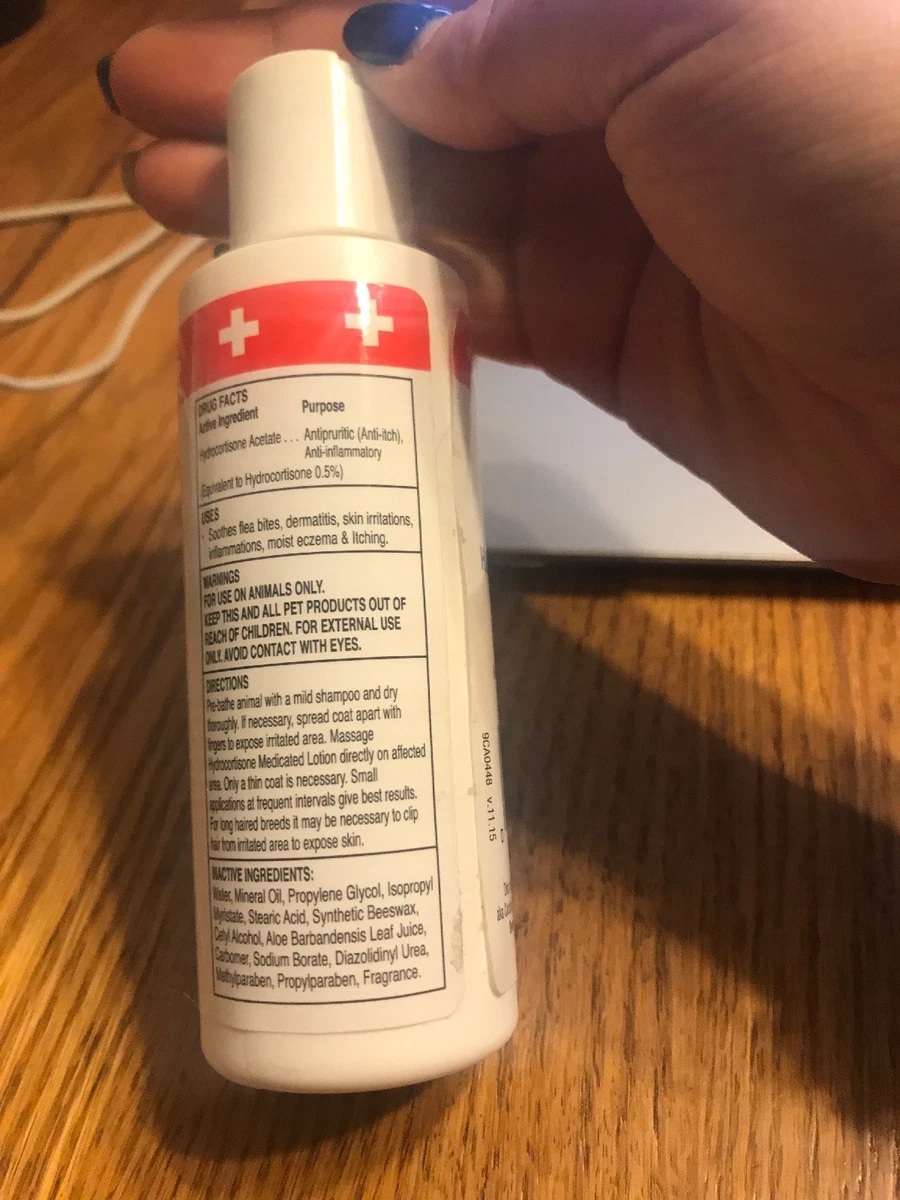 DRUG FACTS
Active Ingredient Purpose
Hydrocortisone Acetate . . . Antipruritic (Anti-itch),
Anti-inflammatory
(Equivalent to Hydrocortisone 0.5%)
USES
· Soothes flea bites, dermatitis, skin irritations,
inflammations, moist eczema & Itching.
WARNINGS
FOR USE ON ANIMALS ONLY.
KEEP THIS AND ALL PET PRODUCTS OUT OF
REACH OF CHILDREN. FOR EXTERNAL USE
ONLY. AVOID CONTACT WITH EYES.
DIRECTIONS
Pre-bathe animal with a mild shampoo and dry
thoroughly. If necessary, spread coat apart with
fingers to expose irritated area. Massage
Hydrocortisone Medicated Lotion directly on affected
area. Only a thin coat is necessary. Small
applications at frequent intervals give best results.
For long haired breeds it may be necessary to clip
hair from irritated area to expose skin.
INACTIVE INGREDIENTS:
Water, Mineral Oil, Propylene Glycol, Isopropyl
Myristate, Stearic Acid, Synthetic Beeswax,
Cetyl Alcohol, Aloe Barbandensis Leaf Juice,
Carbomer, Sodium Borate, Diazolidinyl Urea,
Methylparaben, Propylparaben, Fragrance.
9CA0448 v.11.15